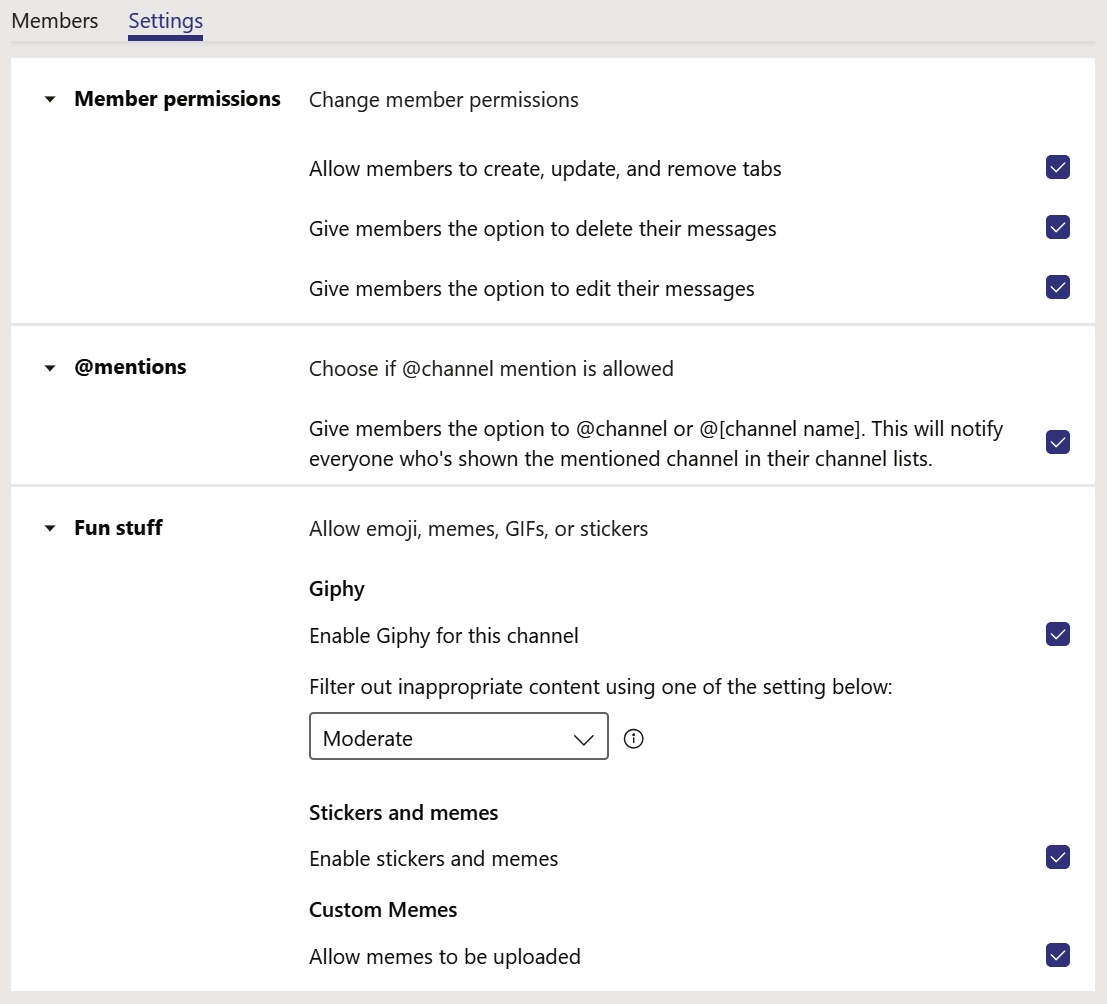 Members Settings
Member permissions Change member permissions
Allow members to create, update, and remove tabs
Give members the option to delete their messages
Give members the option to edit their messages
@mentions Choose if @channel mention is allowed
Give members the option to @channel or @[channel name]. This will notify
everyone who's shown the mentioned channel in their channel lists.
Fun stuff Allow emoji, memes, GIFs, or stickers
Giphy
Enable Giphy for this channel
Filter out inappropriate content using one of the setting below:
Moderate
Stickers and memes
Enable stickers and memes
Custom Memes
Allow memes to be uploaded